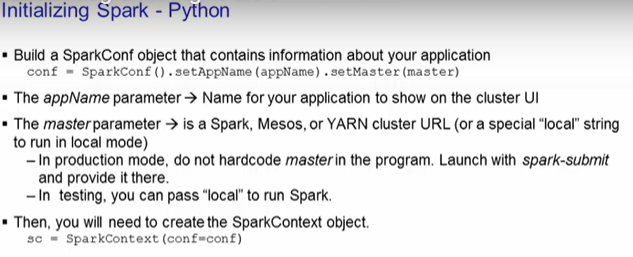 Initializing Spark - Python
▪ Build a SparkConf object that contains information about your application
conf = SparkConf().setAppName(appName).setMaster(master)
▪ The appName parameter → Name for your application to show on the cluster UI
▪ The master parameter → is a Spark, Mesos, or YARN cluster URL (or a special “local” string
to run in local mode)
– In production mode, do not hardcode master in the program. Launch with spark-submit
and provide it there.
– In testing, you can pass “local” to run Spark.
▪ Then, you will need to create the SparkContext object.
sc = SparkContext(conf=conf)